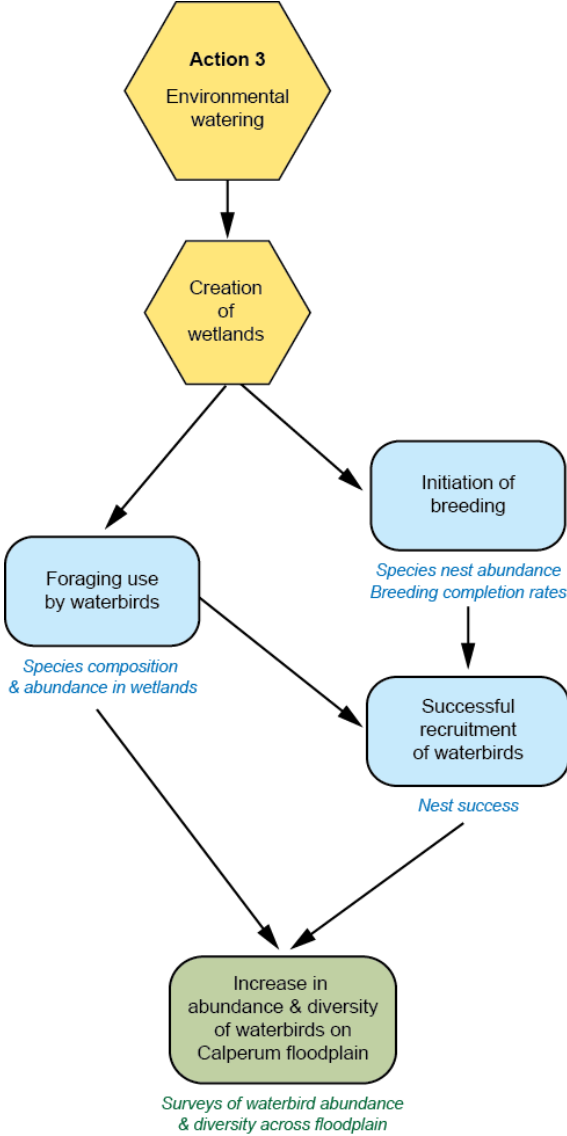 Action 3
Environmental
watering
Creation
of
wetlands
Initiation of
breeding
Species nest abundance
Breeding completion rates
Foraging use
by waterbirds
Species composition
& abundance in wetlands
Successful
recruitment
of waterbirds
Nest success
Increase in
abundance & diversity
of waterbirds on
Calperum floodplain
Surveys of waterbird abundance
& diversity across floodplain